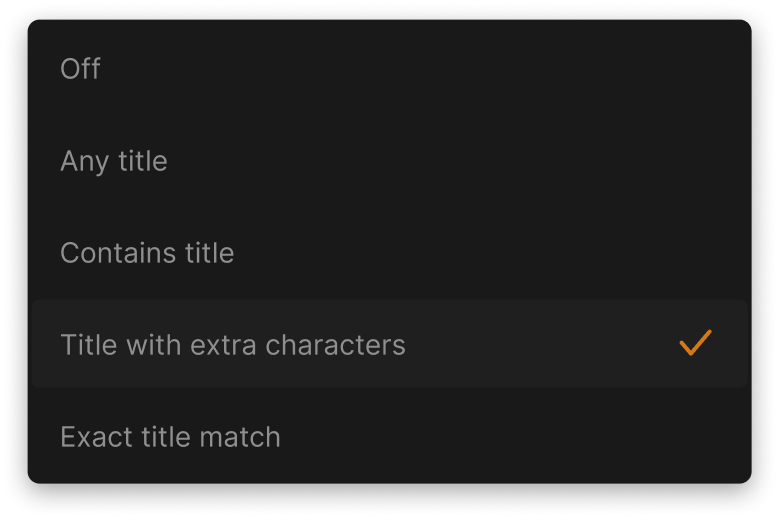 Off
Any title
Contains title
Title with extra characters
Exact title match